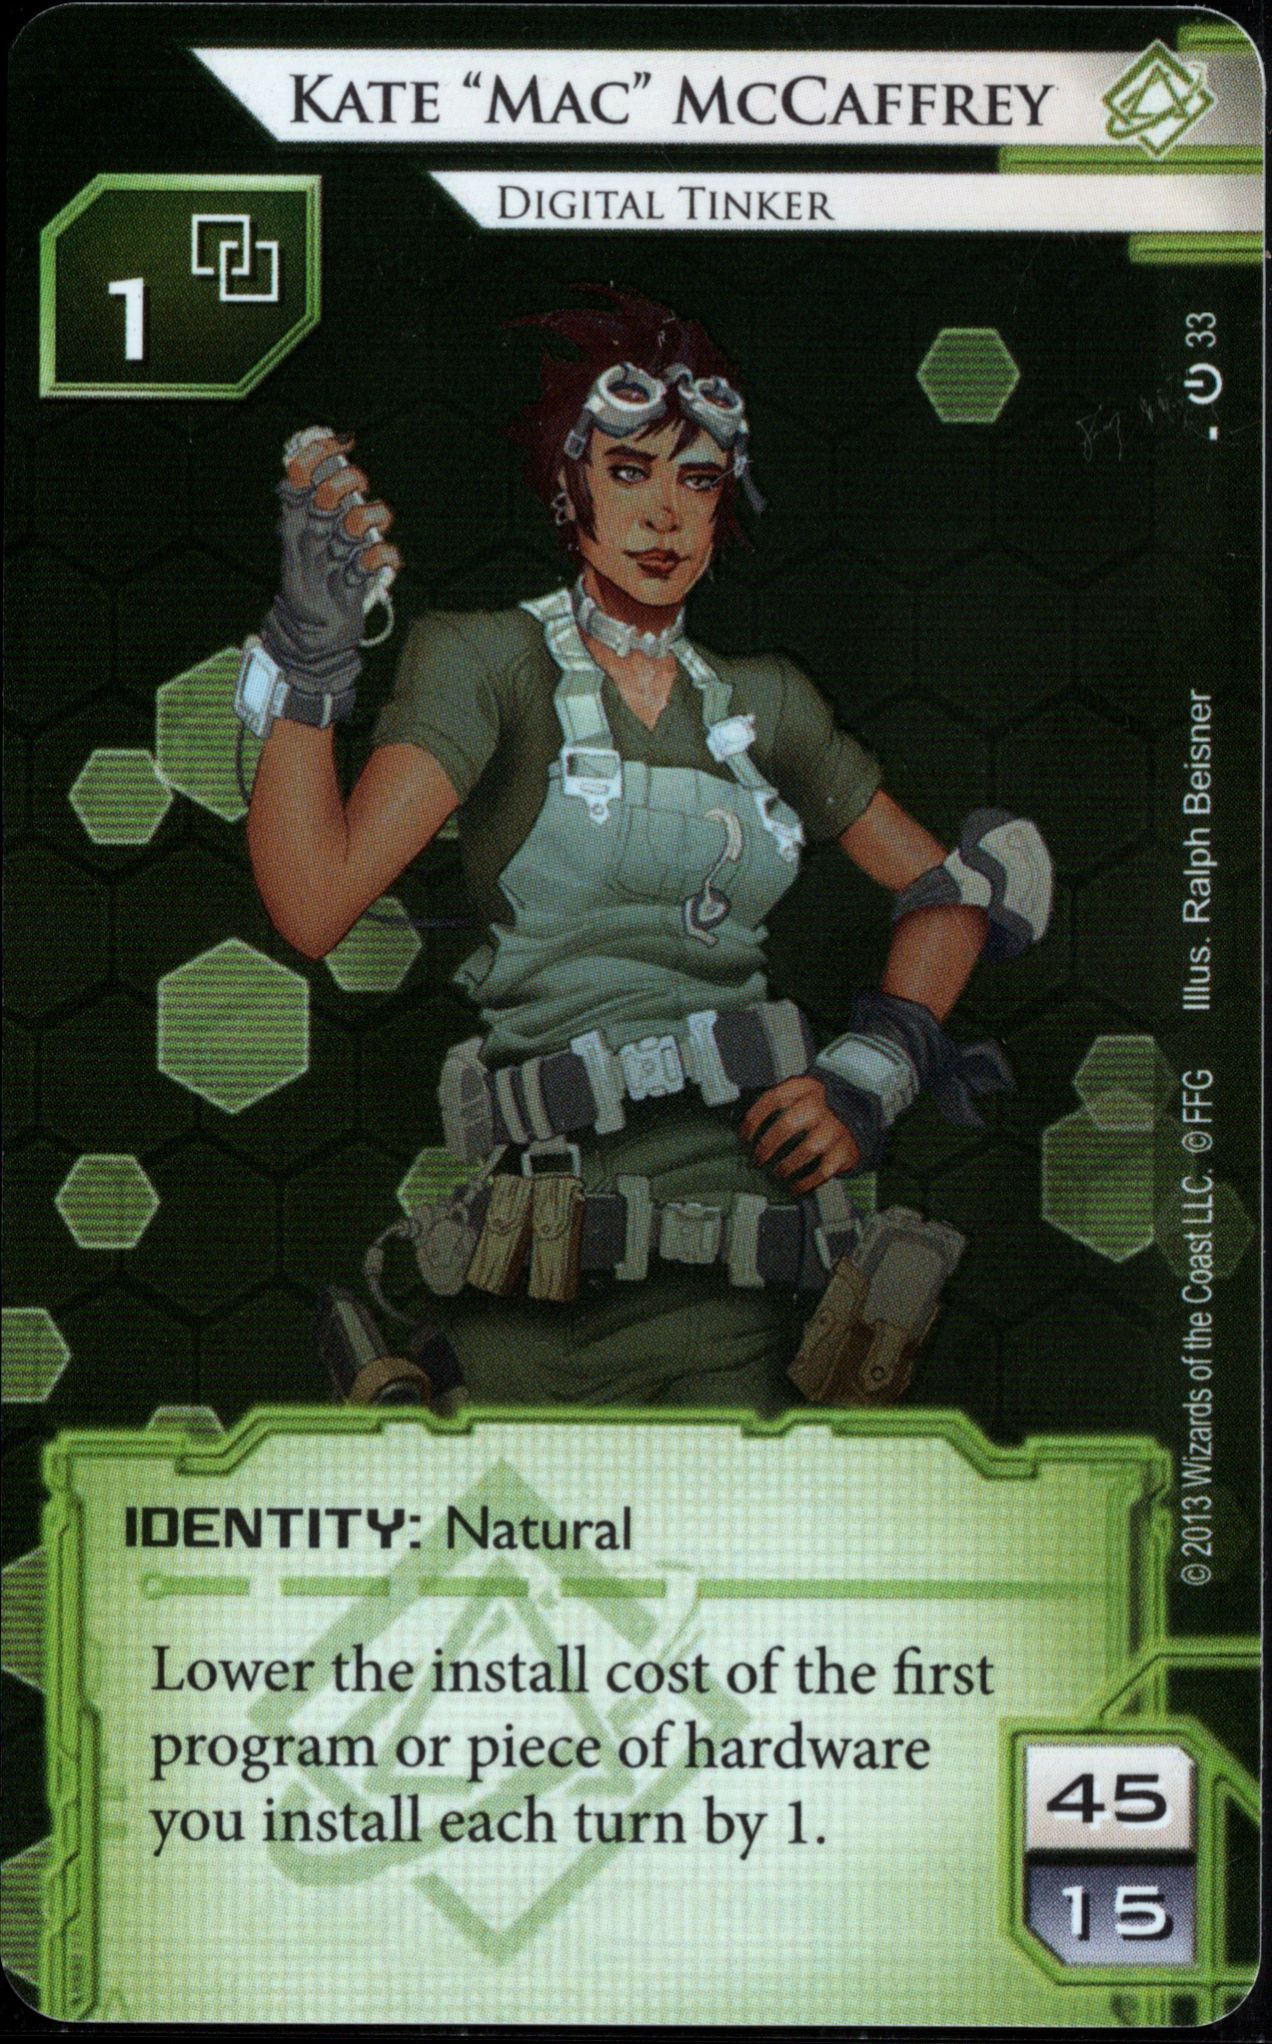 KATE “MAC” MCCAFFREY
DIGITAL TINKER
1
33
Illus. Ralph Beisner
© 2013 Wizards of the Coast LLC. © FFG
IDENTITY: Natural
Lower the install cost of the first
program or piece of hardware
you install each turn by 1.
45
15